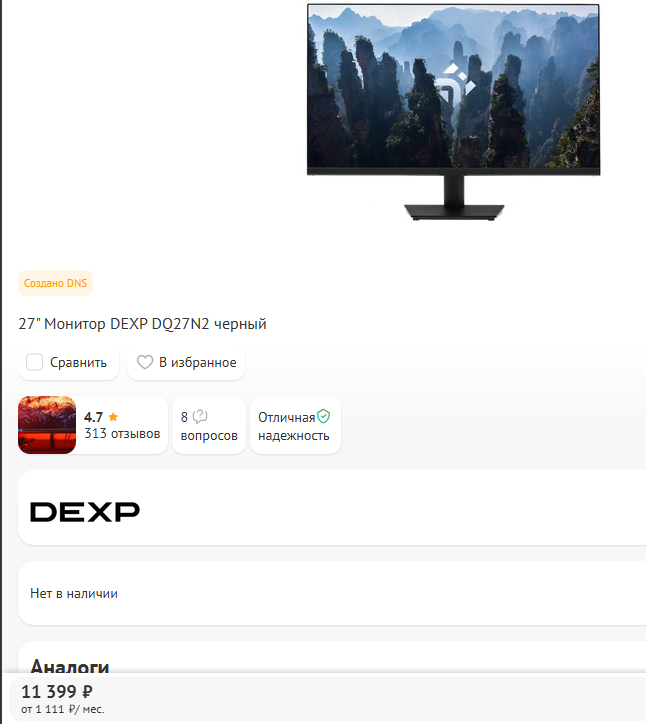 Создано DNS
27" Монитор DEXP DQ27N2 черный
Сравнить
В избранное
4.7
313 отзывов
8
вопросов
Отличная
надежность
DEXP
Нет в наличии
Аналоги
11 399 ₽
от 1 111 ₽/ мес.